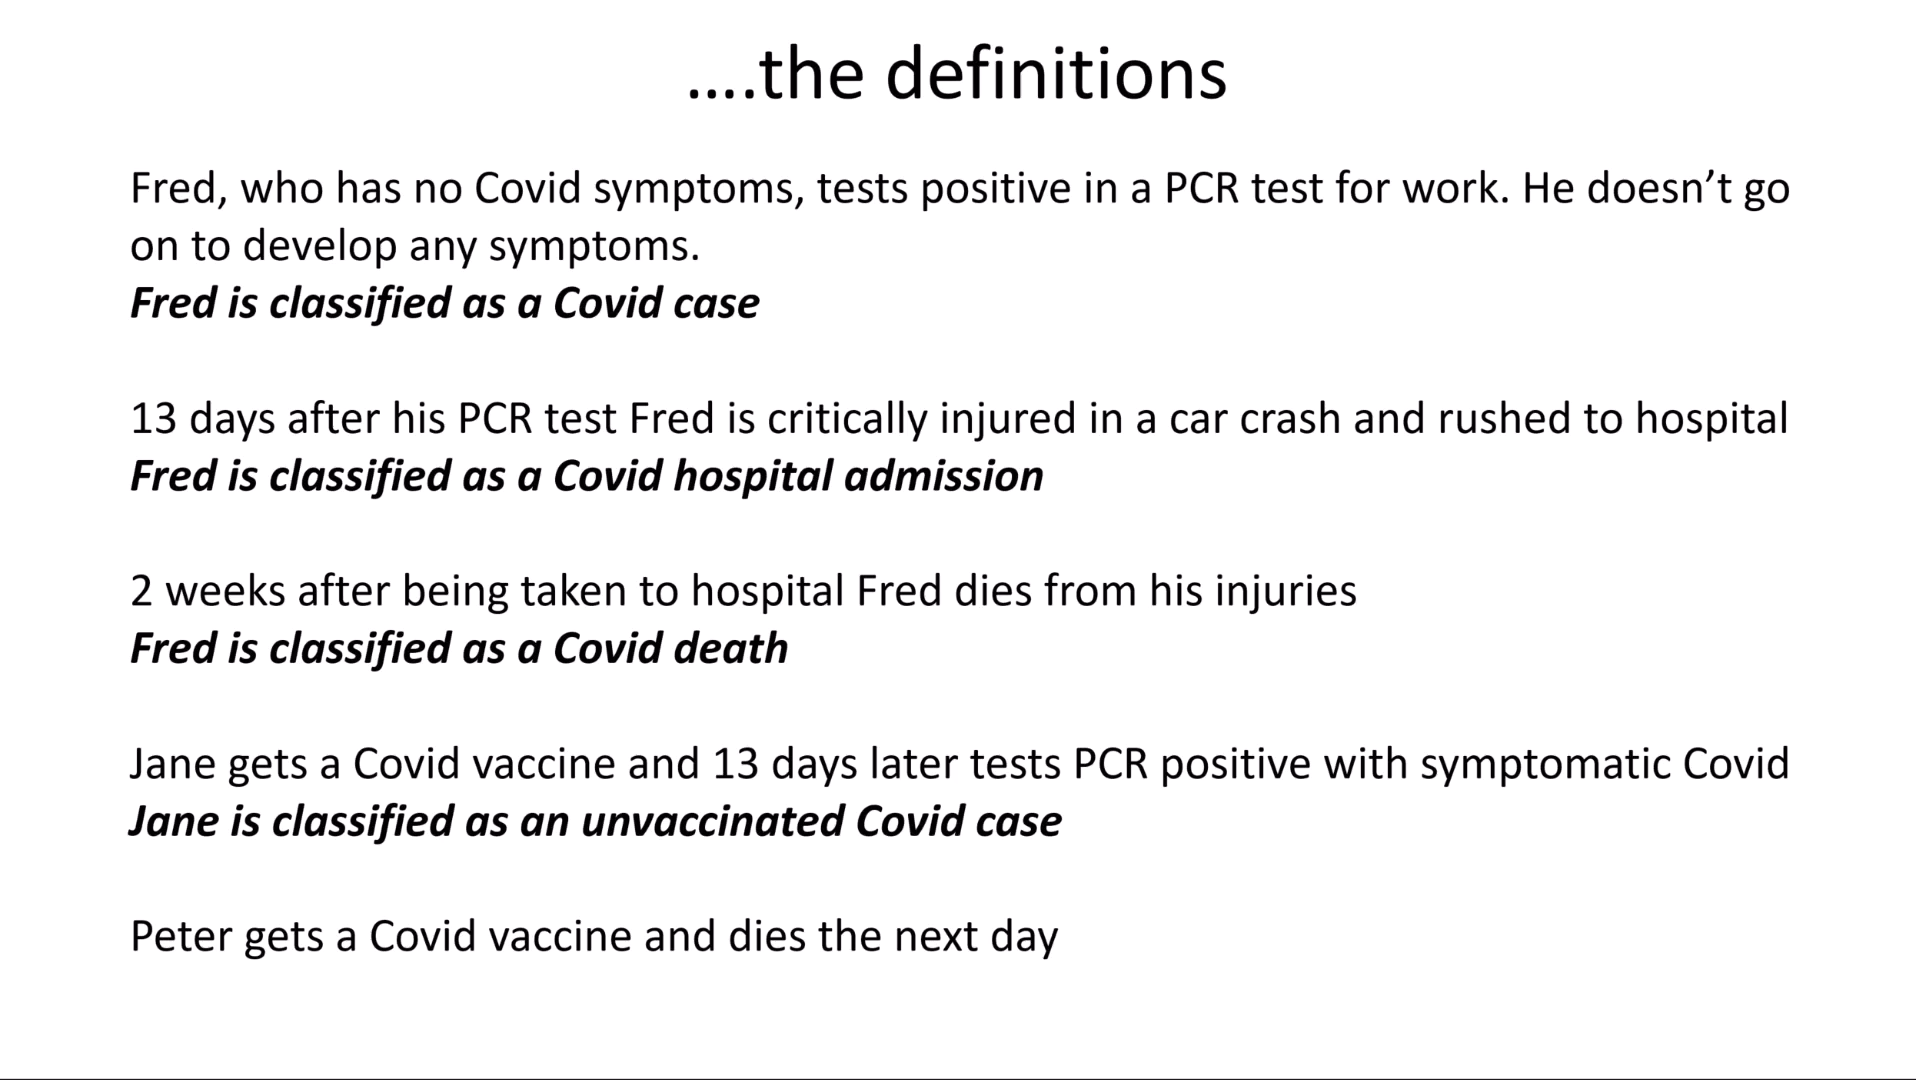 ....the definitions
Fred, who has no Covid symptoms, tests positive in a PCR test for work. He doesn’t go
on to develop any symptoms.
Fred is classified as a Covid case
13 days after his PCR test Fred is critically injured in a car crash and rushed to hospital
Fred is classified as a Covid hospital admission
2 weeks after being taken to hospital Fred dies from his injuries
Fred is classified as a Covid death
Jane gets a Covid vaccine and 13 days later tests PCR positive with symptomatic Covid
Jane is classified as an unvaccinated Covid case
Peter gets a Covid vaccine and dies the next day